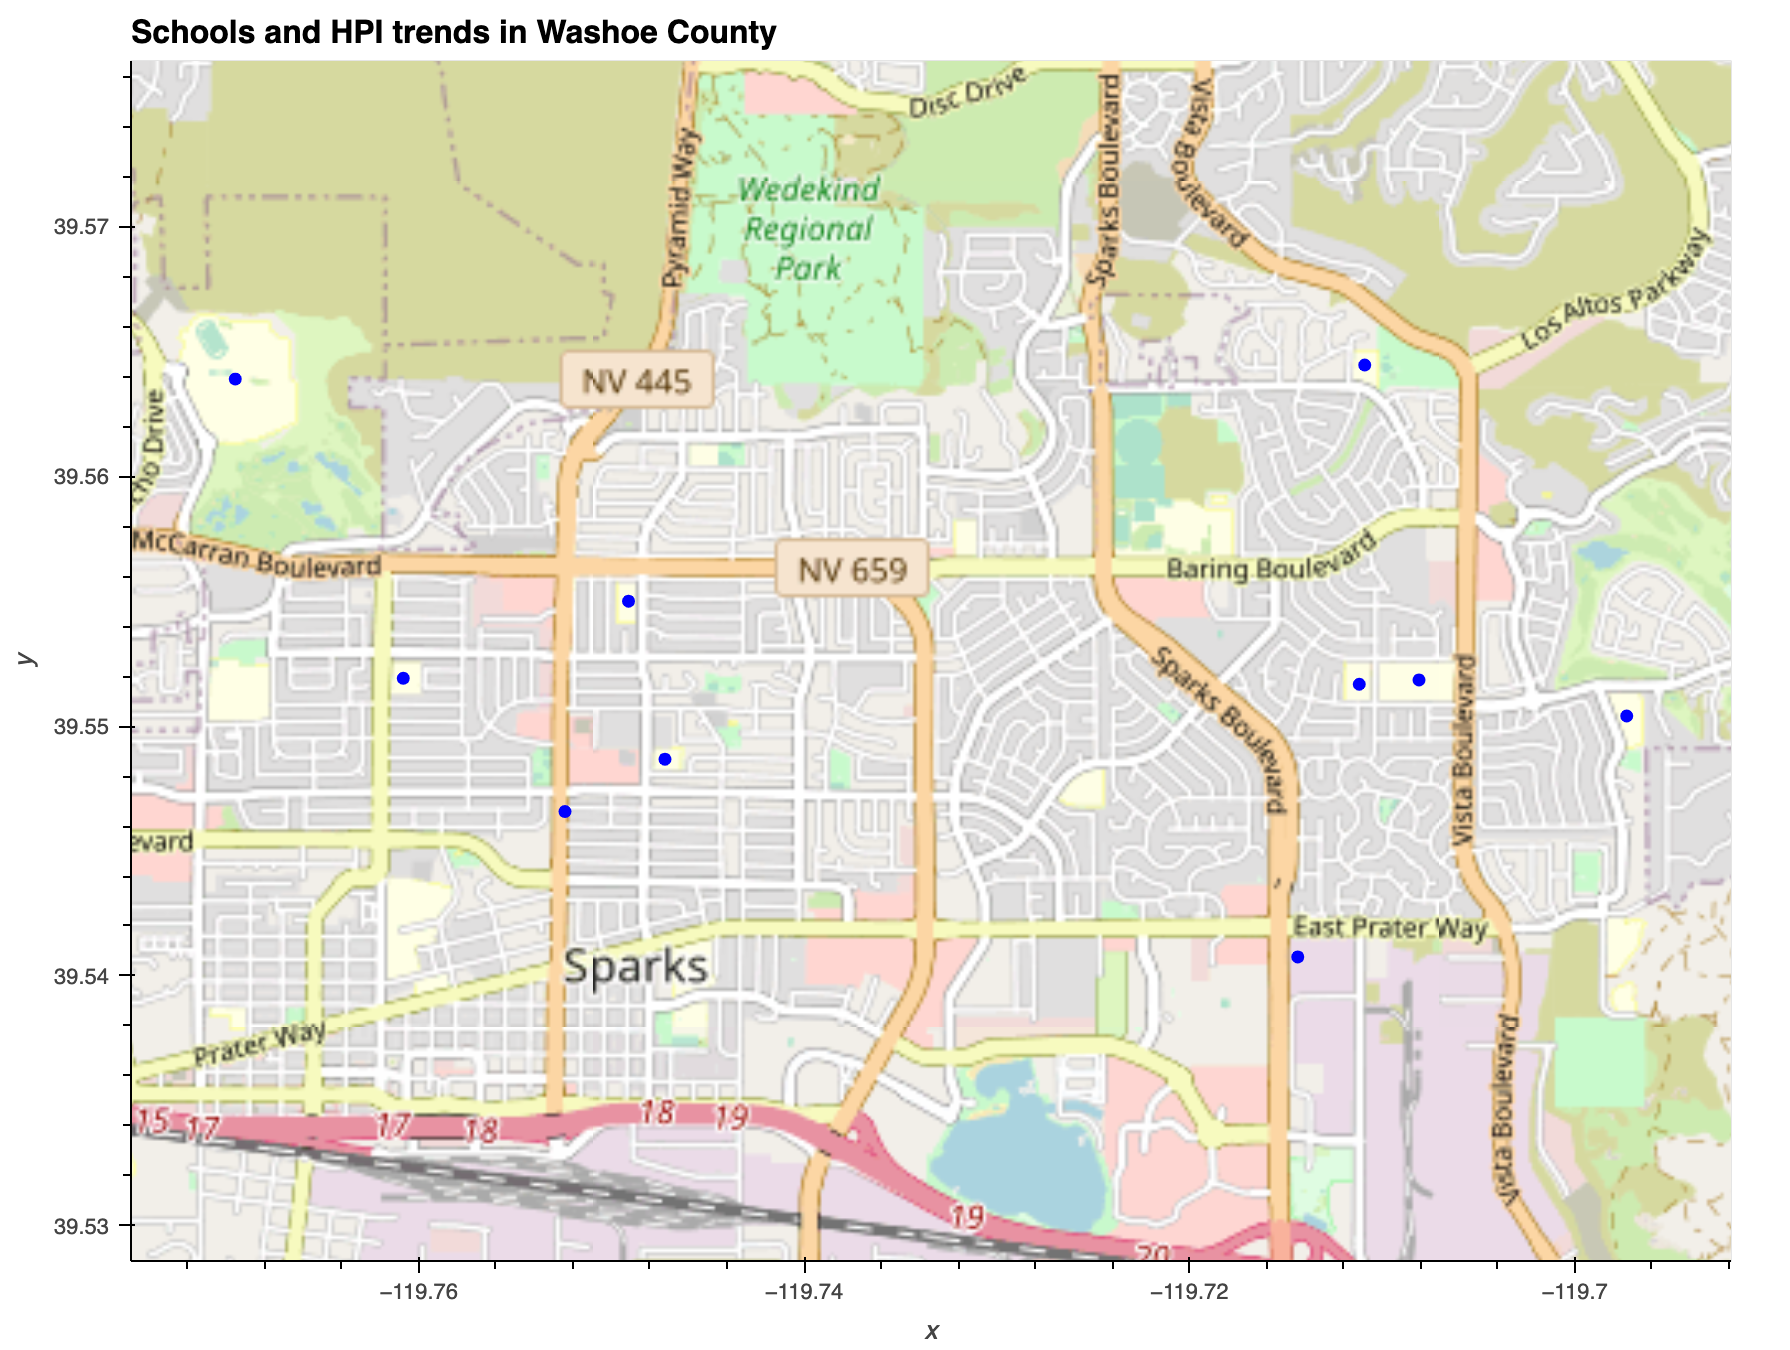 Schools and HPI trends in Washoe County
Disc Drive
Pyramid Way
Wedekind
Regional
Park
Sparks Boulevard
Vista Boulevard
Los Altos Parkway
39.57
NV 445
cho Drive
39.56
McCarran Boulevard
NV 659
Baring Boulevard
y
Sparks Boulevard
Vista Boulevard
39.55
evard
East Prater Way
Sparks
39.54
Prater Way
Vista Boulevard
15 17 17 18 18 19
19
20
39.53
−119.76 −119.74 −119.72 −119.7
x